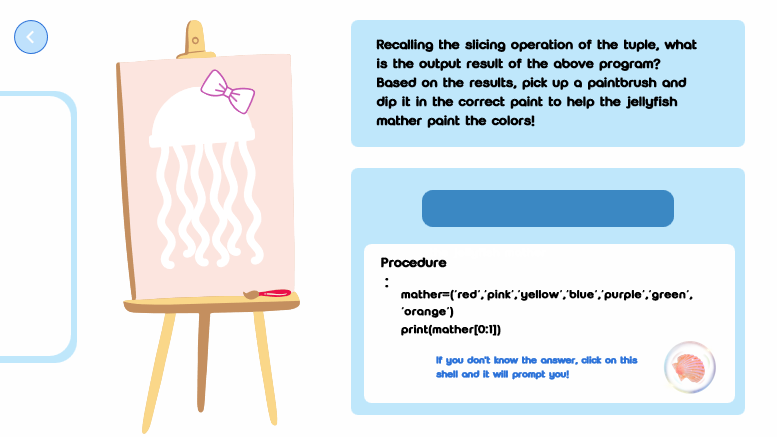 Recalling the slicing operation of the tuple, what
is the output result of the above program?
Based on the results, pick up a paintbrush and
dip it in the correct paint to help the jellyfish
mather paint the colors!
Procedure
:
mather=('red','pink','yellow','blue','purple','green',
'orange')
print(mather[0:1])
If you don't know the answer, click on this
shell and it will prompt you!